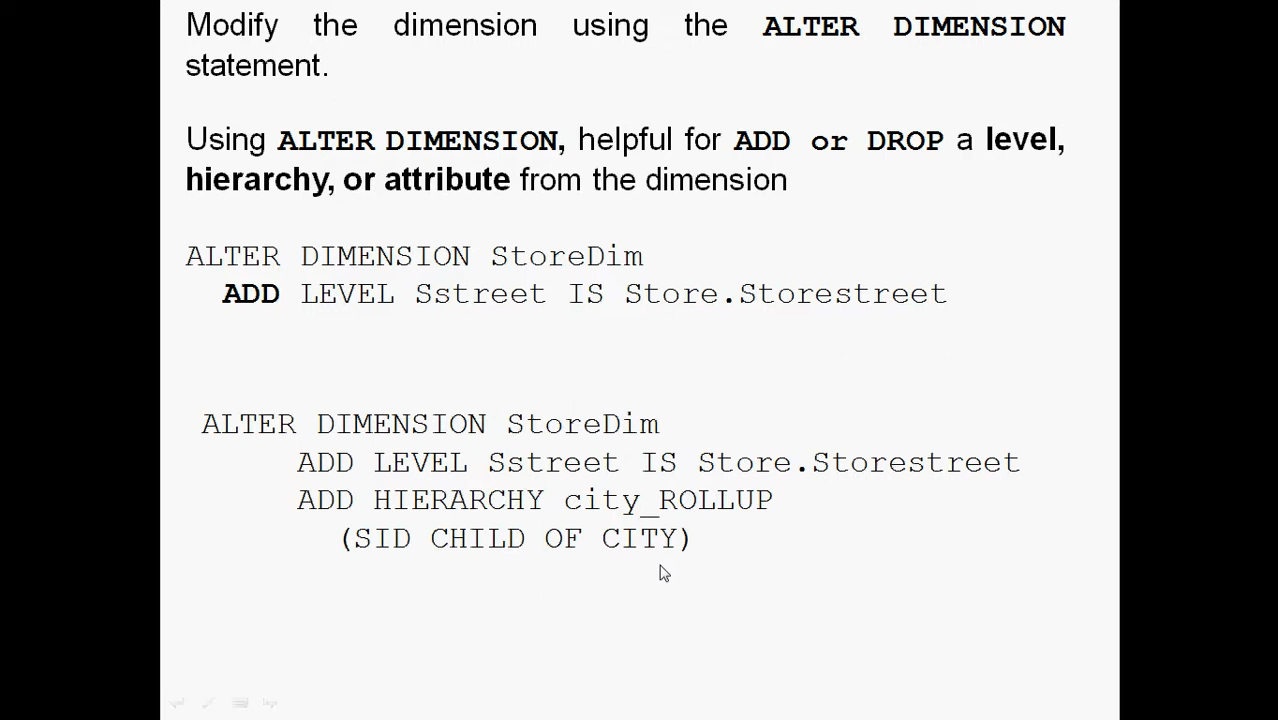 Modify the dimension using the ALTER DIMENSION
statement.
Using ALTER DIMENSION, helpful for ADD or DROP a level,
hierarchy, or attribute from the dimension
ALTER DIMENSION StoreDim
ADD LEVEL Sstreet IS Store.Storestreet
ALTER DIMENSION StoreDim
ADD LEVEL Sstreet IS Store.Storestreet
ADD HIERARCHY city_ROLLUP
(SID CHILD OF CITY)